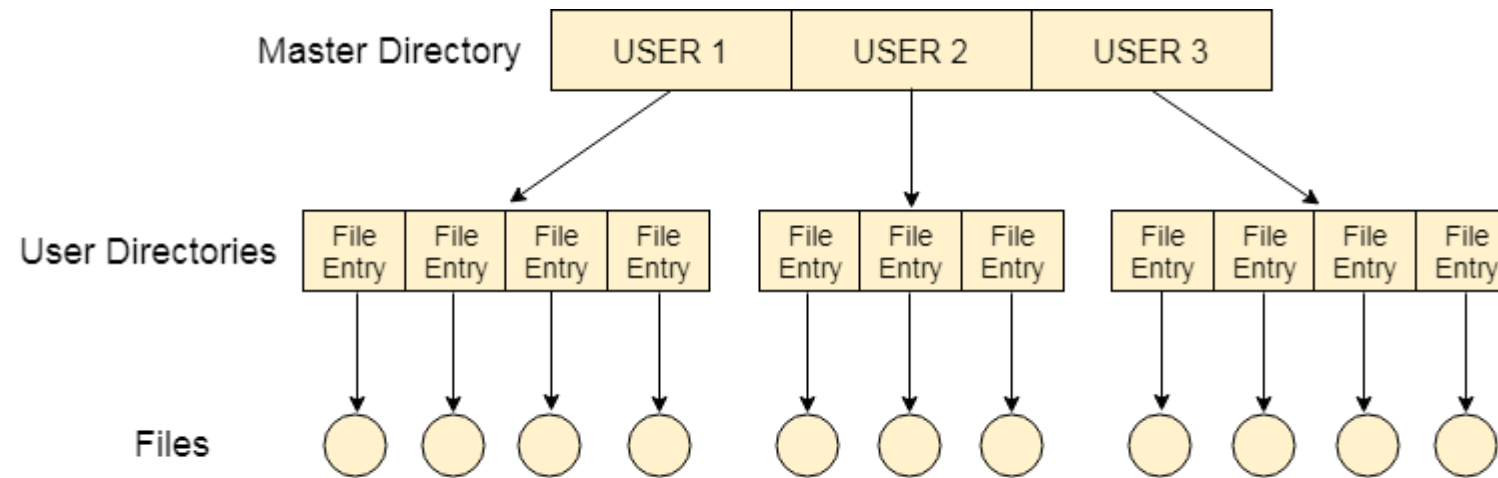 Master Directory USER 1 USER 2 USER 3
File File File File File File File File File File File
User Directories Entry Entry Entry Entry Entry Entry Entry Entry Entry Entry Entry
Files